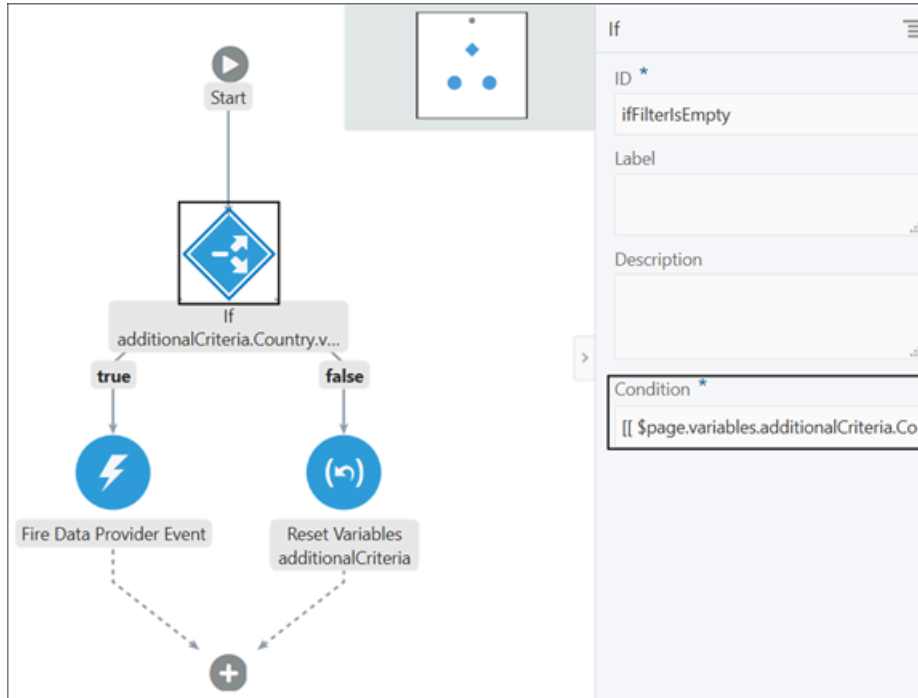 Start
If
additionalCriteria.Country.v...
true
false
Fire Data Provider Event
Reset Variables
additionalCriteria
If
ID *
ifFilterIsEmpty
Label
Description
Condition *
[[ $page.variables.additionalCriteria.Co